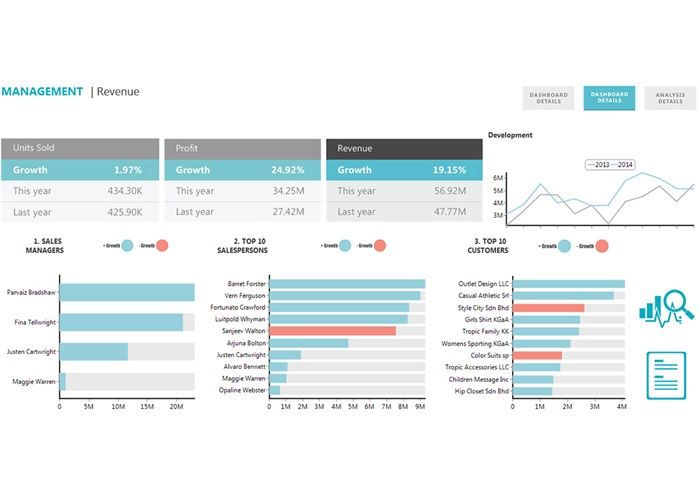 MANAGEMENT | Revenue
DASHBOARD DETAILS
DASHBOARD DETAILS
ANALYSIS DETAILS
Units Sold
Growth 1.97%
This year 434.30K
Last year 425.90K
Profit
Growth 24.92%
This year 34.25M
Last year 27.42M
Revenue
Growth 19.15%
This year 56.92M
Last year 47.77M
Development
2013 2014
6M
5M
4M
3M
1. SALES MANAGERS
+ Growth - Growth
Parvaiz Bradshaw
Fina Tellwright
Justen Cartwright
Maggie Warren
0 5M 10M 15M 20M
2. TOP 10 SALESPERSONS
+ Growth - Growth
Barret Forster
Vern Ferguson
Fortunato Crawford
Luitpold Whyman
Sanjeev Walton
Arjuna Bolton
Justen Cartwright
Alvaro Bennett
Maggie Warren
Opaline Webster
0 1M 2M 3M 4M 5M 6M 7M 8M 9M
3. TOP 10 CUSTOMERS
+ Growth - Growth
Outlet Design LLC
Casual Athletic Srl
Style City Sdn Bhd
Girls Shirt KGaA
Tropic Family KK
Womens Sporting KGaA
Color Suits sp
Tropic Accessories LLC
Children Message Inc
Hip Closet Sdn Bhd
0 1M 2M 3M 4M